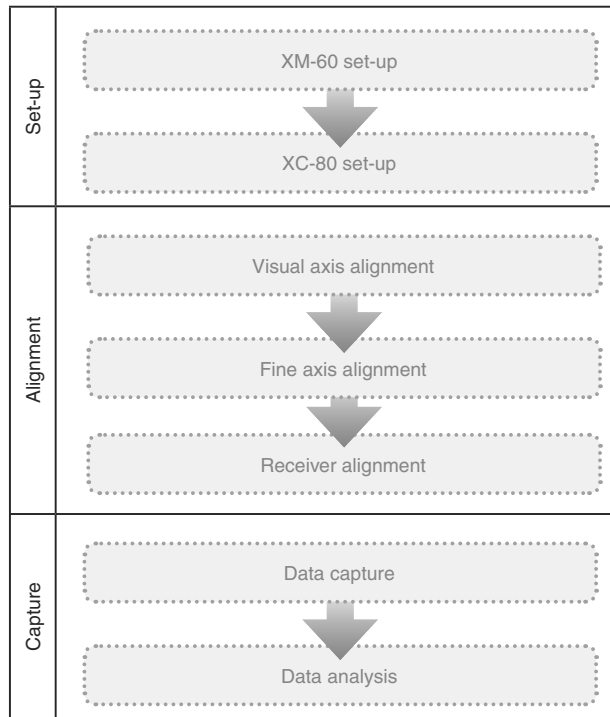 Set-up
XM-60 set-up
XC-80 set-up
Alignment
Visual axis alignment
Fine axis alignment
Receiver alignment
Capture
Data capture
Data analysis